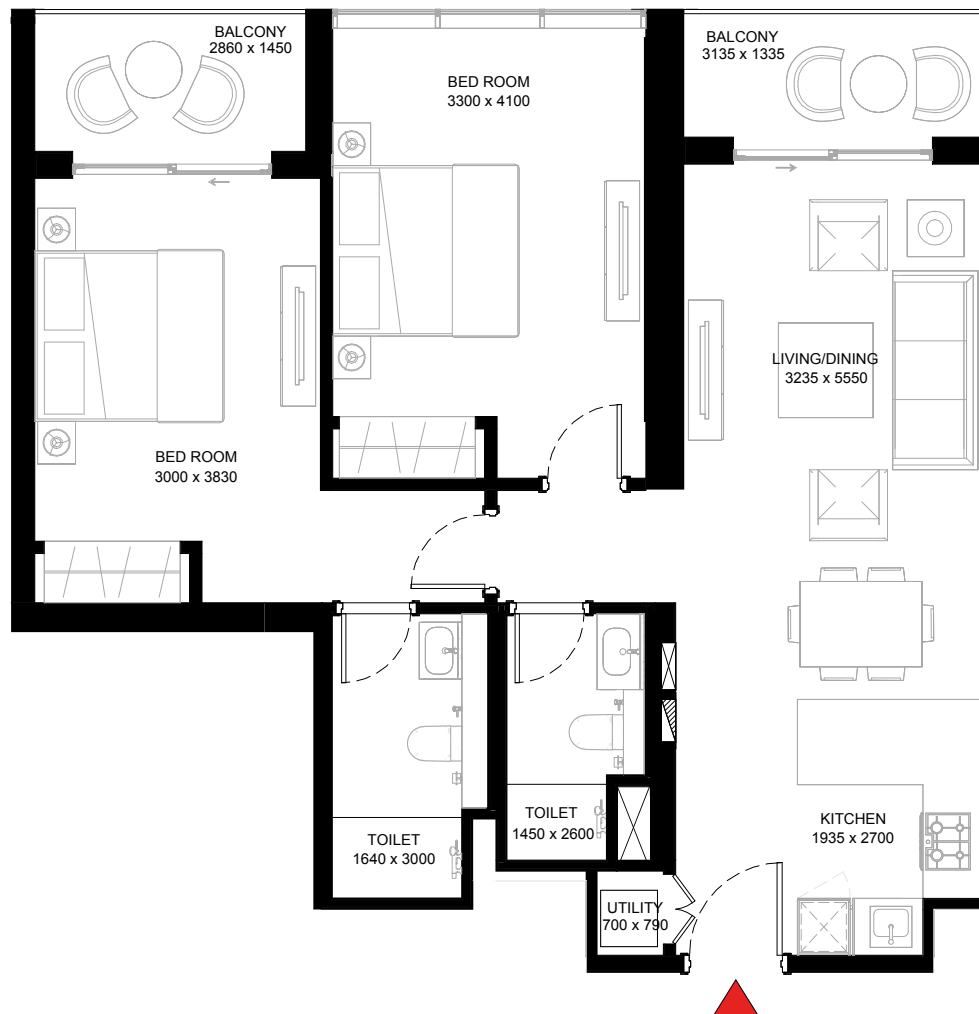 BALCONY
2860 x 1450
BED ROOM
3300 x 4100
BALCONY
3135 x 1335
LIVING/DINING
3235 x 5550
BED ROOM
3000 x 3830
TOILET
1640 x 3000
TOILET
1450 x 2600
KITCHEN
1935 x 2700
UTILITY
700 x 790